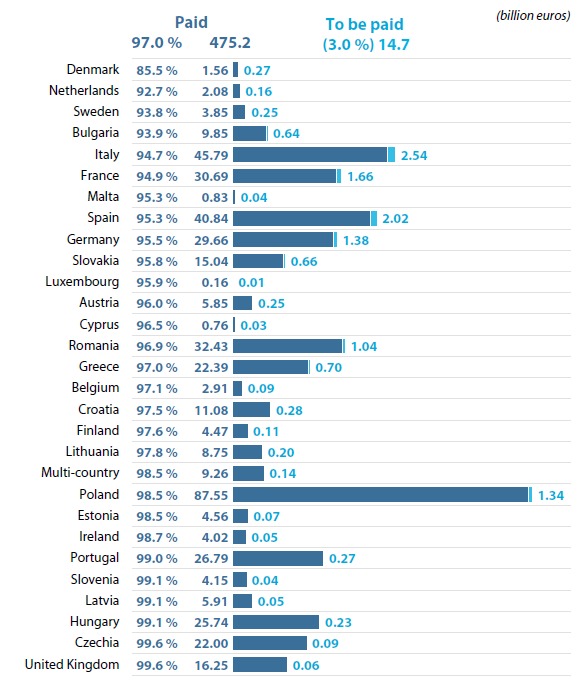 (billion euros)
Paid To be paid
97.0 % 475.2 (3.0 %) 14.7
Denmark 85.5 % 1.56 0.27
Netherlands 92.7 % 2.08 0.16
Sweden 93.8 % 3.85 0.25
Bulgaria 93.9 % 9.85 0.64
Italy 94.7 % 45.79 2.54
France 94.9 % 30.69 1.66
Malta 95.3 % 0.83 0.04
Spain 95.3 % 40.84 2.02
Germany 95.5 % 29.66 1.38
Slovakia 95.8 % 15.04 0.66
Luxembourg 95.9 % 0.16 0.01
Austria 96.0 % 5.85 0.25
Cyprus 96.5 % 0.76 0.03
Romania 96.9 % 32.43 1.04
Greece 97.0 % 22.39 0.70
Belgium 97.1 % 2.91 0.09
Croatia 97.5 % 11.08 0.28
Finland 97.6 % 4.47 0.11
Lithuania 97.8 % 8.75 0.20
Multi-country 98.5 % 9.26 0.14
Poland 98.5 % 87.55 1.34
Estonia 98.5 % 4.56 0.07
Ireland 98.7 % 4.02 0.05
Portugal 99.0 % 26.79 0.27
Slovenia 99.1 % 4.15 0.04
Latvia 99.1 % 5.91 0.05
Hungary 99.1 % 25.74 0.23
Czechia 99.6 % 22.00 0.09
United Kingdom 99.6 % 16.25 0.06